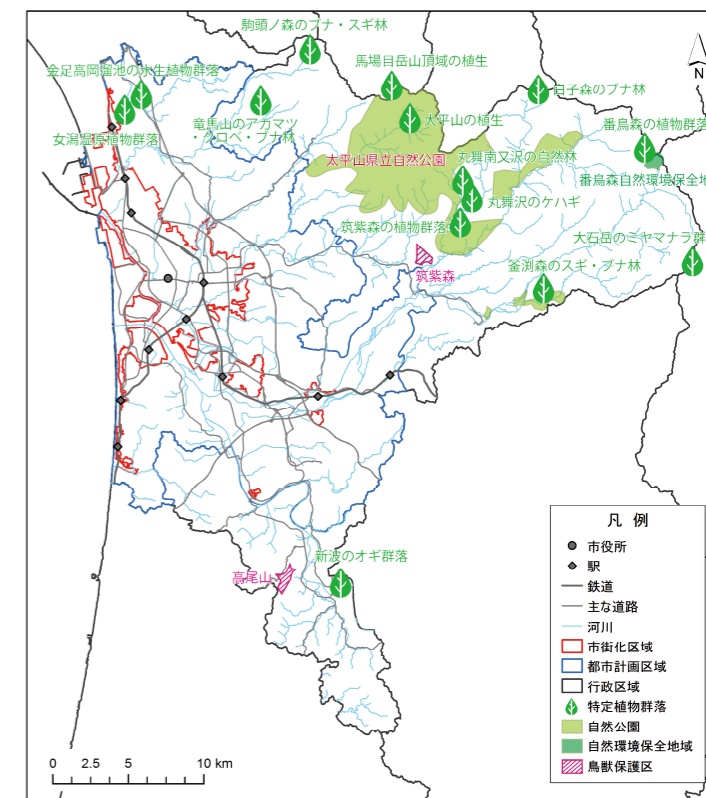 駒頭ノ森のブナ・スギ林
馬場目岳山頂域の植生
金足高岡溜池の水生植物群落
白子森のブナ林
N
竜馬山のアカマツ
・クロベ・ブナ林
太平山の植生
番鳥森の植物群落
女潟湿原植物群落
太平山県立自然公園
丸舞南又沢の自然林
番鳥森自然環境保全地
丸舞沢のケハギ
筑紫森の植物群落
大石岳のミヤマナラ群
筑紫森
釜渕森のスギ・ブナ林
新波のオギ群落
高尾山
凡 例
市役所
駅
鉄道
主な道路
河川
市街化区域
都市計画区域
行政区域
特定植物群落
自然公園
自然環境保全地域
鳥獣保護区
0 2.5 5 10 km